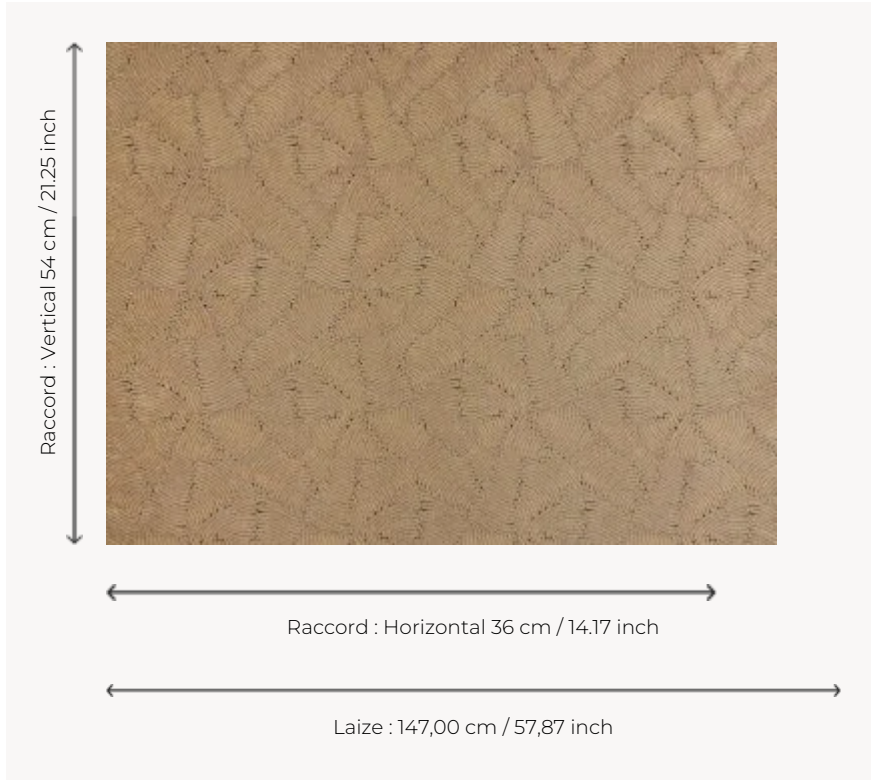 Raccord : Vertical 54 cm / 21.25 inch
Raccord : Horizontal 36 cm / 14.17 inch
Laize : 147,00 cm / 57,87 inch